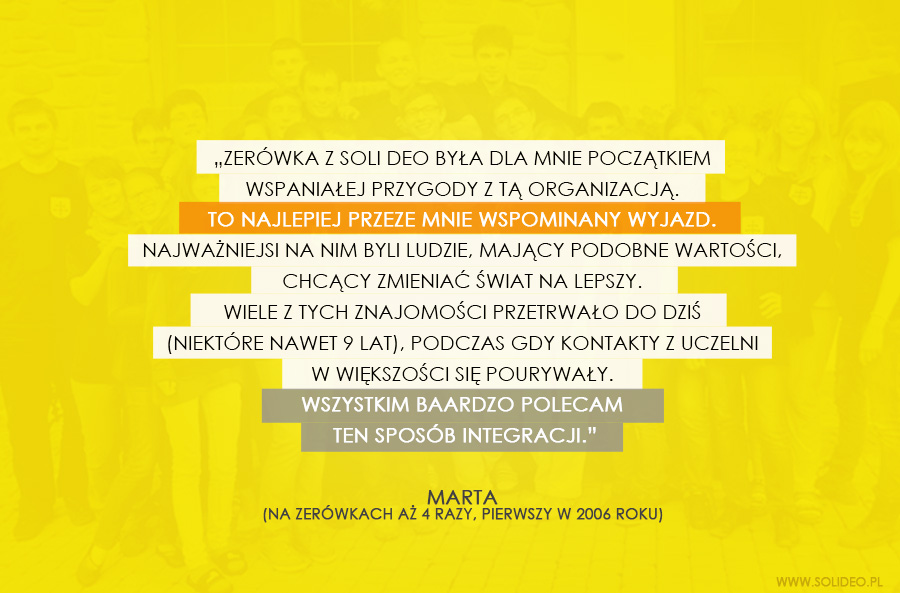 „ZERÓWKA Z SOLI DEO BYŁA DLA MNIE POCZĄTKIEM
WSPANIAŁEJ PRZYGODY Z TĄ ORGANIZACJĄ.
TO NAJLEPIEJ PRZEZE MNIE WSPOMINANY WYJAZD.
NAJWAŻNIEJSI NA NIM BYLI LUDZIE, MAJĄCY PODOBNE WARTOŚCI,
CHCĄCY ZMIENIAĆ ŚWIAT NA LEPSZY.
WIELE Z TYCH ZNAJOMOŚCI PRZETRWAŁO DO DZIŚ
(NIEKTÓRE NAWET 9 LAT), PODCZAS GDY KONTAKTY Z UCZELNI
W WIĘKSZOŚCI SIĘ POURYWAŁY.
WSZYSTKIM BAARDZO POLECAM
TEN SPOSÓB INTEGRACJI.”
MARTA
(NA ZERÓWKACH AŻ 4 RAZY, PIERWSZY W 2006 ROKU)
WWW.SOLIDEO.PL